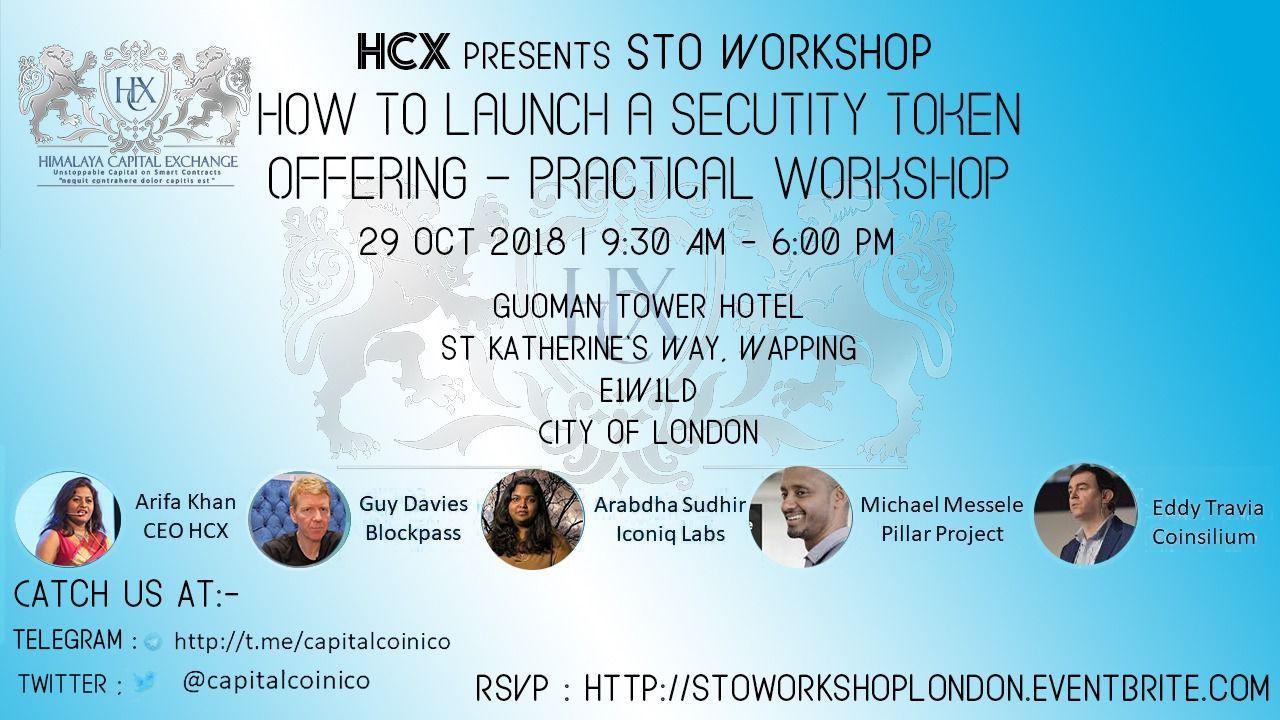 HCX
HIMALAYA CAPITAL EXCHANGE
Unstoppable Capital on Smart Contracts
"nequit contrahere dolor capitis est"
HCX PRESENTS STO WORKSHOP
HOW TO LAUNCH A SECUTITY TOKEN
OFFERING - PRACTICAL WORKSHOP
29 OCT 2018 | 9:30 AM - 6:00 PM
HCX
GUOMAN TOWER HOTEL
ST KATHERINE'S WAY, WAPPING
E1W1LD
CITY OF LONDON
Arifa Khan
CEO HCX
Guy Davies
Blockpass
Arabdha Sudhir
Iconiq Labs
Michael Messele
Pillar Project
Eddy Travia
Coinsilium
CATCH US AT:-
TELEGRAM : http://t.me/capitalcoinico
TWITTER : @capitalcoinico
RSVP : HTTP://STOWORKSHOPLONDON.EVENTBRITE.COM